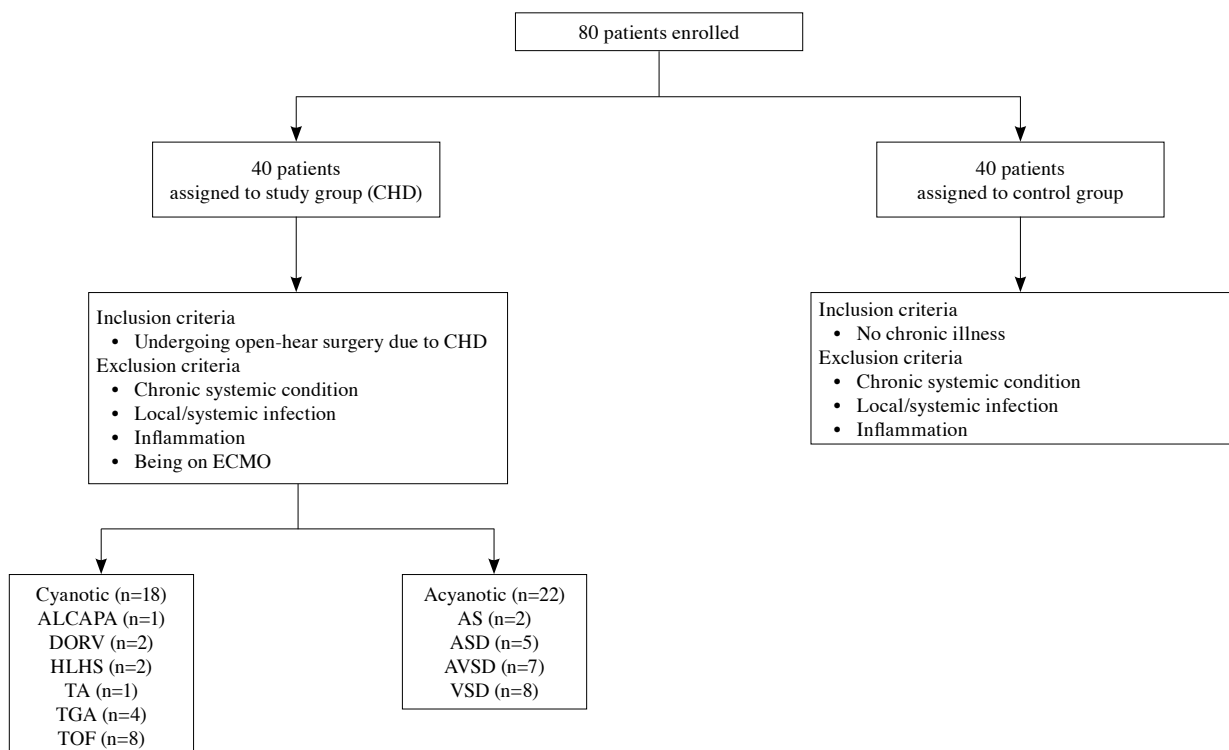 80 patients enrolled
40 patients
assigned to study group (CHD)
40 patients
assigned to control group
Inclusion criteria
• Undergoing open-hear surgery due to CHD
Exclusion criteria
• Chronic systemic condition
• Local/systemic infection
• Inflammation
• Being on ECMO
Inclusion criteria
• No chronic illness
Exclusion criteria
• Chronic systemic condition
• Local/systemic infection
• Inflammation
Cyanotic (n=18)
ALCAPA (n=1)
DORV (n=2)
HLHS (n=2)
TA (n=1)
TGA (n=4)
TOF (n=8)
Acyanotic (n=22)
AS (n=2)
ASD (n=5)
AVSD (n=7)
VSD (n=8)